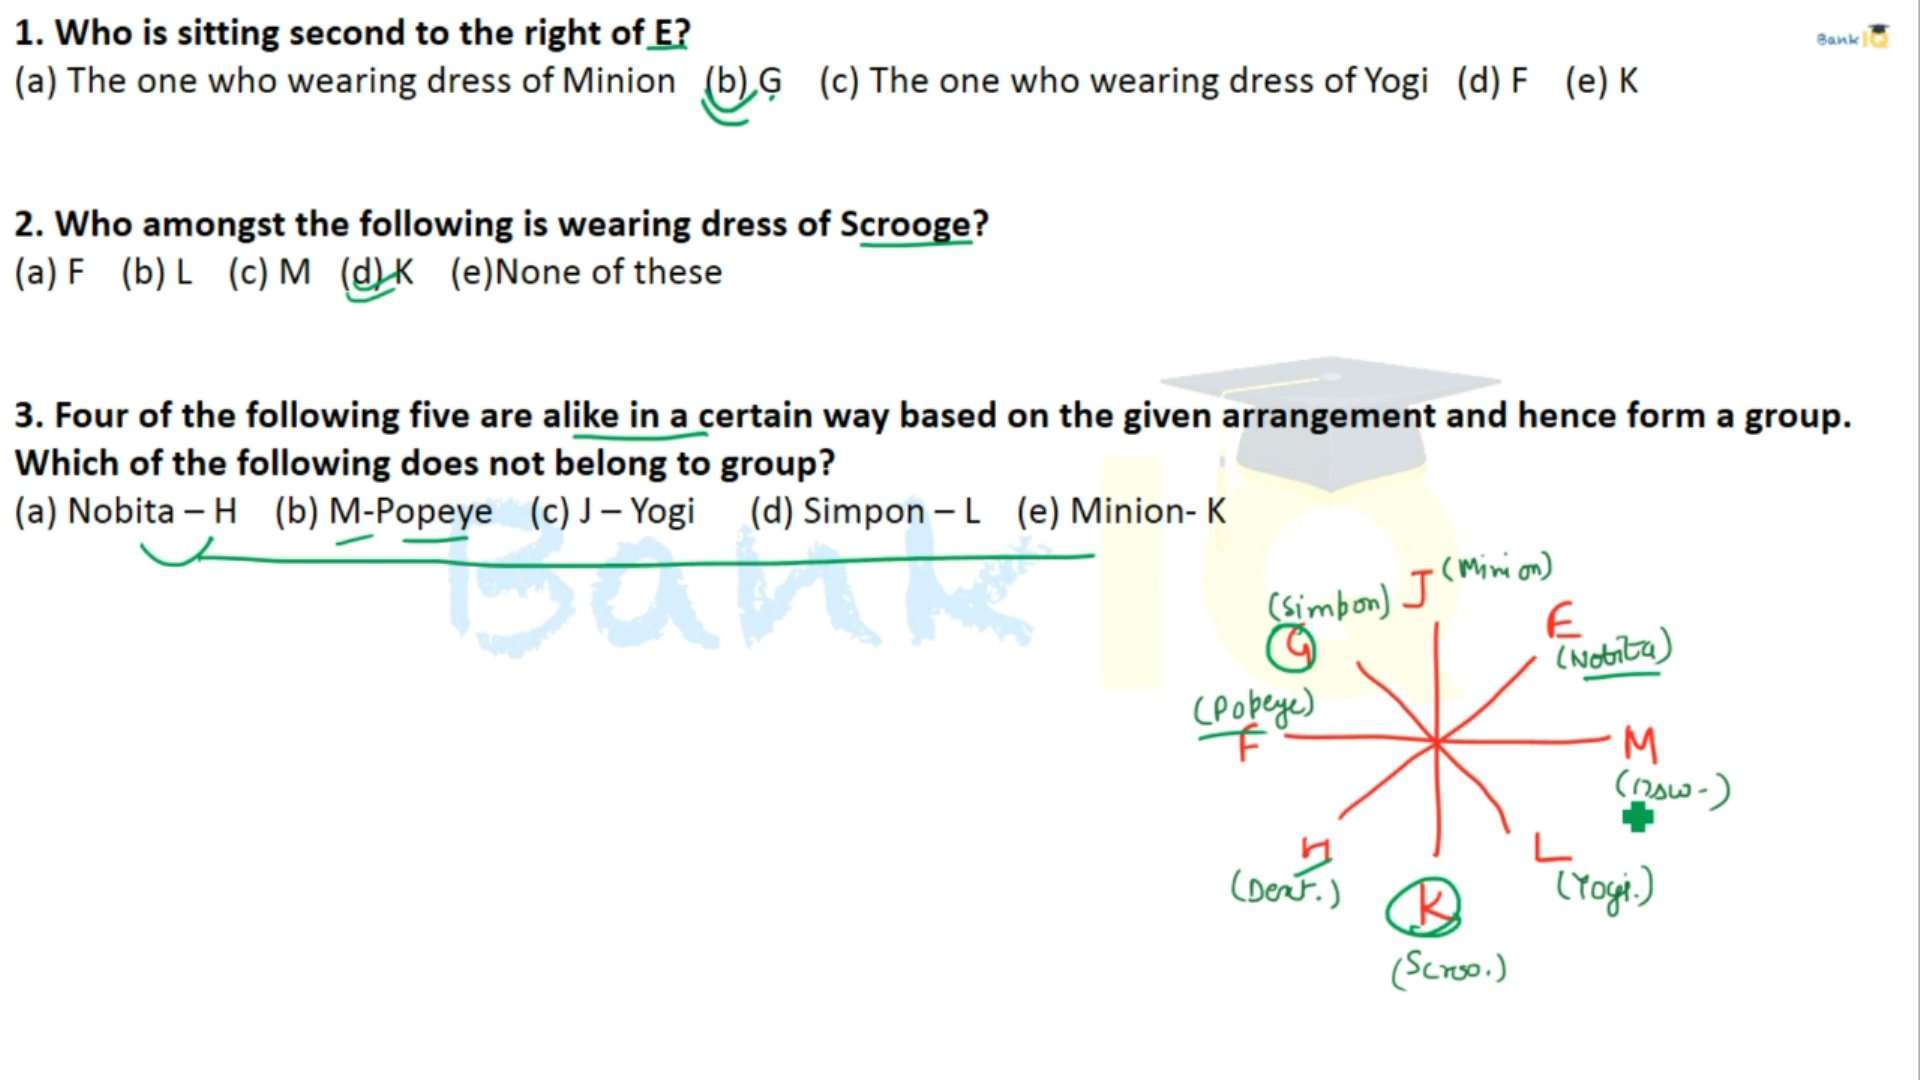 1. Who is sitting second to the right of E?
BankIQ
(a) The one who wearing dress of Minion (b) G (c) The one who wearing dress of Yogi (d) F (e) K
2. Who amongst the following is wearing dress of Scrooge?
(a) F (b) L (c) M (d) K (e)None of these
3. Four of the following five are alike in a certain way based on the given arrangement and hence form a group.
Which of the following does not belong to group?
(a) Nobita – H (b) M-Popeye (c) J – Yogi (d) Simpon – L (e) Minion- K
Bank IQ
J (Minion)
(Simpon)
G
E
(Nobita)
(Popeye)
F
M
H
L
(Yogi.)
K